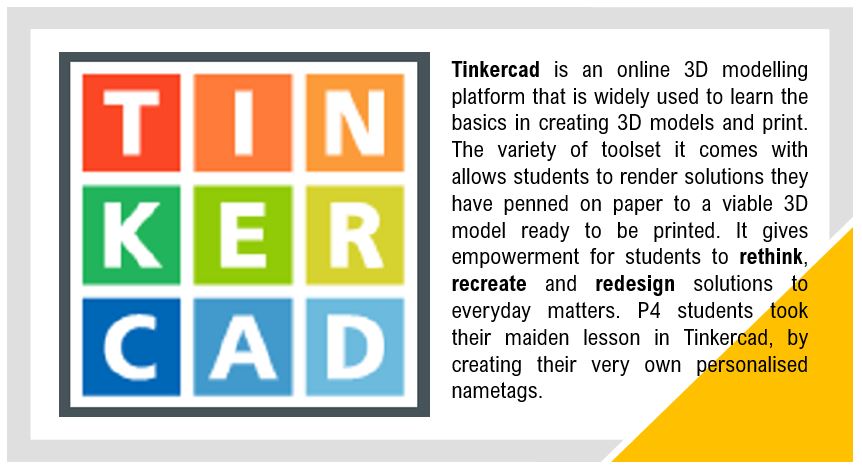 TIN
KER
CAD
Tinkercad is an online 3D modelling
platform that is widely used to learn the
basics in creating 3D models and print.
The variety of toolset it comes with
allows students to render solutions they
have penned on paper to a viable 3D
model ready to be printed. It gives
empowerment for students to rethink,
recreate and redesign solutions to
everyday matters. P4 students took
their maiden lesson in Tinkercad, by
creating their very own personalised
nametags.